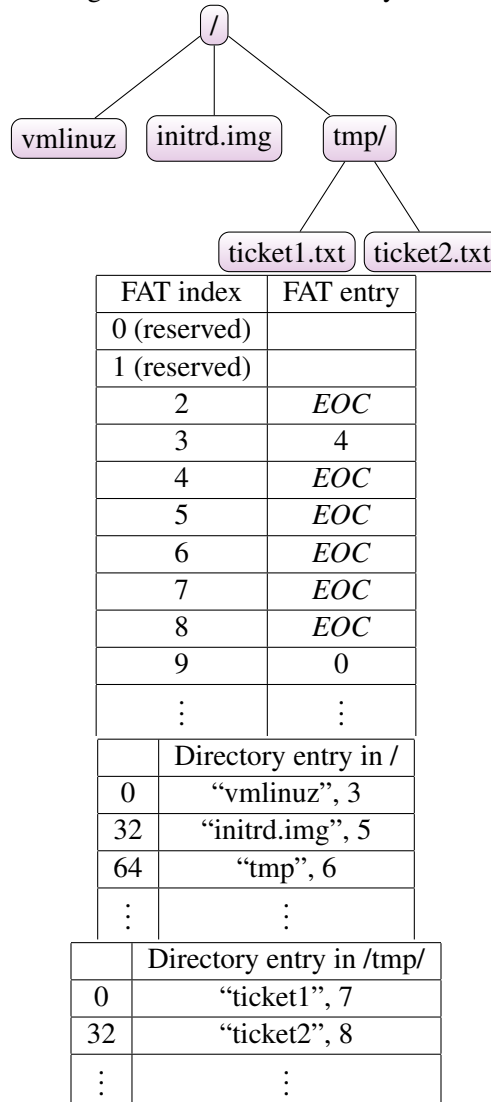 /
vmlinuz initrd.img tmp/
ticket1.txt ticket2.txt
FAT index FAT entry
0 (reserved)
1 (reserved)
2 EOC
3 4
4 EOC
5 EOC
6 EOC
7 EOC
8 EOC
9 0
⋮ ⋮
Directory entry in /
0 “vmlinuz”, 3
32 “initrd.img”, 5
64 “tmp”, 6
⋮ ⋮
Directory entry in /tmp/
0 “ticket1”, 7
32 “ticket2”, 8
⋮ ⋮